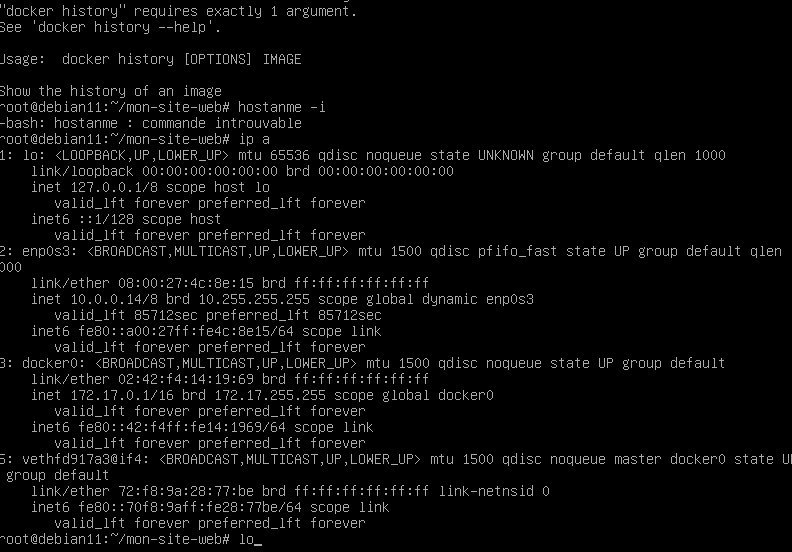 "docker history" requires exactly 1 argument.
See 'docker history --help'.
Usage:  docker history [OPTIONS] IMAGE
Show the history of an image
root@debian11:~/mon-site-web# hostanme -i
-bash: hostanme : commande introuvable
root@debian11:~/mon-site-web# ip a
1: lo: <LOOPBACK,UP,LOWER_UP> mtu 65536 qdisc noqueue state UNKNOWN group default qlen 1000
    link/loopback 00:00:00:00:00:00 brd 00:00:00:00:00:00
    inet 127.0.0.1/8 scope host lo
       valid_lft forever preferred_lft forever
    inet6 ::1/128 scope host
       valid_lft forever preferred_lft forever
2: enp0s3: <BROADCAST,MULTICAST,UP,LOWER_UP> mtu 1500 qdisc pfifo_fast state UP group default qlen
000
    link/ether 08:00:27:4c:8e:15 brd ff:ff:ff:ff:ff:ff
    inet 10.0.0.14/8 brd 10.255.255.255 scope global dynamic enp0s3
       valid_lft 85712sec preferred_lft 85712sec
    inet6 fe80::a00:27ff:fe4c:8e15/64 scope link
       valid_lft forever preferred_lft forever
3: docker0: <BROADCAST,MULTICAST,UP,LOWER_UP> mtu 1500 qdisc noqueue state UP group default
    link/ether 02:42:f4:14:19:69 brd ff:ff:ff:ff:ff:ff
    inet 172.17.0.1/16 brd 172.17.255.255 scope global docker0
       valid_lft forever preferred_lft forever
    inet6 fe80::42:f4ff:fe14:1969/64 scope link
       valid_lft forever preferred_lft forever
5: vethfd917a3@if4: <BROADCAST,MULTICAST,UP,LOWER_UP> mtu 1500 qdisc noqueue master docker0 state U
 group default
    link/ether 72:f8:9a:28:77:be brd ff:ff:ff:ff:ff:ff link-netnsid 0
    inet6 fe80::70f8:9aff:fe28:77be/64 scope link
       valid_lft forever preferred_lft forever
root@debian11:~/mon-site-web# lo_